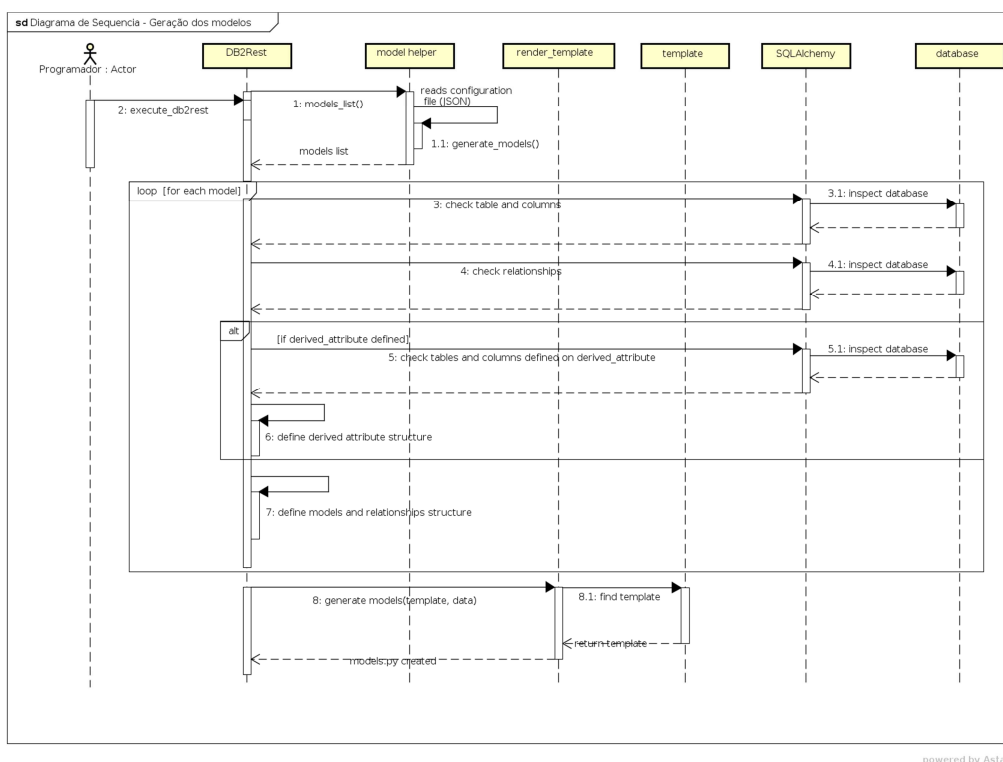 sd Diagrama de Sequencia - Geração dos modelos
Programador : Actor
DB2Rest
model helper
render_template
template
SQLAlchemy
database
2: execute_db2rest
1: models_list()
reads configuration
file (JSON)
1.1: generate_models()
models list
loop [for each model]
3: check table and columns
3.1: inspect database
4: check relationships
4.1: inspect database
alt
[if derived_attribute defined]
5: check tables and columns defined on derived_attribute
5.1: inspect database
6: define derived attribute structure
7: define models and relationships structure
8: generate models(template, data)
8.1: find template
return template
models.py created
powered by Asta